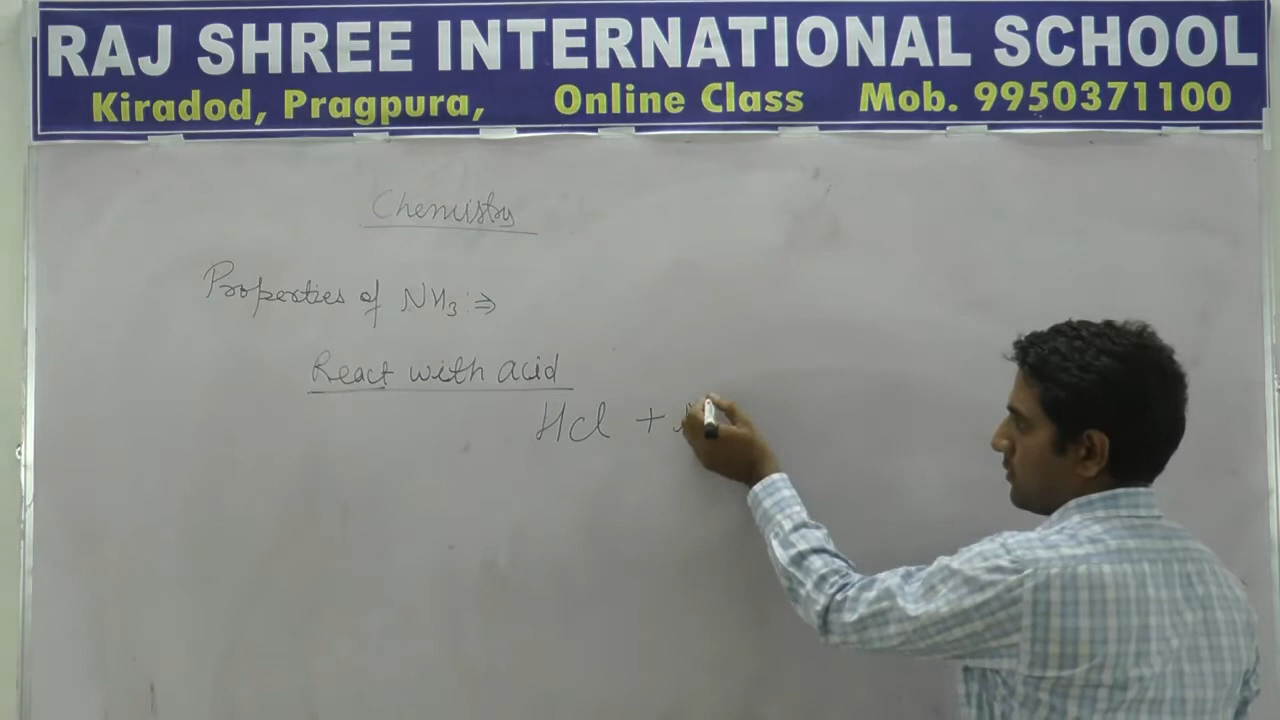 RAJ SHREE INTERNATIONAL SCHOOL
Kiradod, Pragpura, Online Class Mob. 9950371100
Chemistry
Properties of NH₃ :⇒
React with acid
HCl +